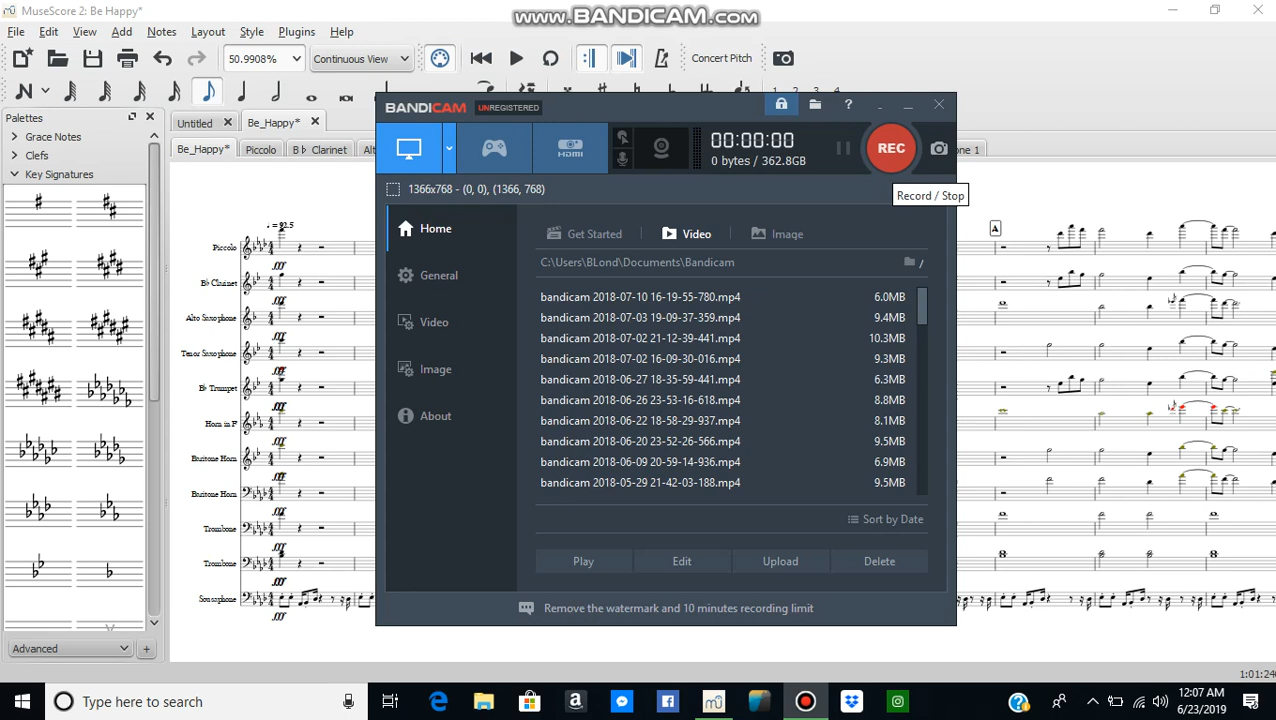 MuseScore 2: Be Happy*
www.BANDICAM.com
File Edit View Add Notes Layout Style Plugins Help
50.9908% Continuous View Concert Pitch
Palettes
Untitled Be_Happy*
Grace Notes
Be_Happy* Piccolo B♭ Clarinet
Clefs
Key Signatures
BANDICAM UNREGISTERED
HDMI
00:00:00
0 bytes / 362.8GB
REC
Record / Stop
1366x768 - (0, 0), (1366, 768)
Home
General
Video
Image
About
Get Started Video Image
C:\Users\BLond\Documents\Bandicam
bandicam 2018-07-10 16-19-55-780.mp4 6.0MB
bandicam 2018-07-03 19-09-37-359.mp4 9.4MB
bandicam 2018-07-02 21-12-39-441.mp4 10.3MB
bandicam 2018-07-02 16-09-30-016.mp4 9.3MB
bandicam 2018-06-27 18-35-59-441.mp4 6.3MB
bandicam 2018-06-26 23-53-16-618.mp4 8.8MB
bandicam 2018-06-22 18-58-29-937.mp4 8.1MB
bandicam 2018-06-20 23-52-26-566.mp4 9.5MB
bandicam 2018-06-09 20-59-14-936.mp4 6.9MB
bandicam 2018-05-29 21-42-03-188.mp4 9.5MB
Sort by Date
Play Edit Upload Delete
Remove the watermark and 10 minutes recording limit
Piccolo
B♭ Clarinet
Alto Saxophone
Tenor Saxophone
B♭ Trumpet
Horn in F
Baritone Horn
Baritone Horn
Trombone
Trombone
Sousaphone
fff
A
Advanced
Type here to search
12:07 AM
6/23/2019